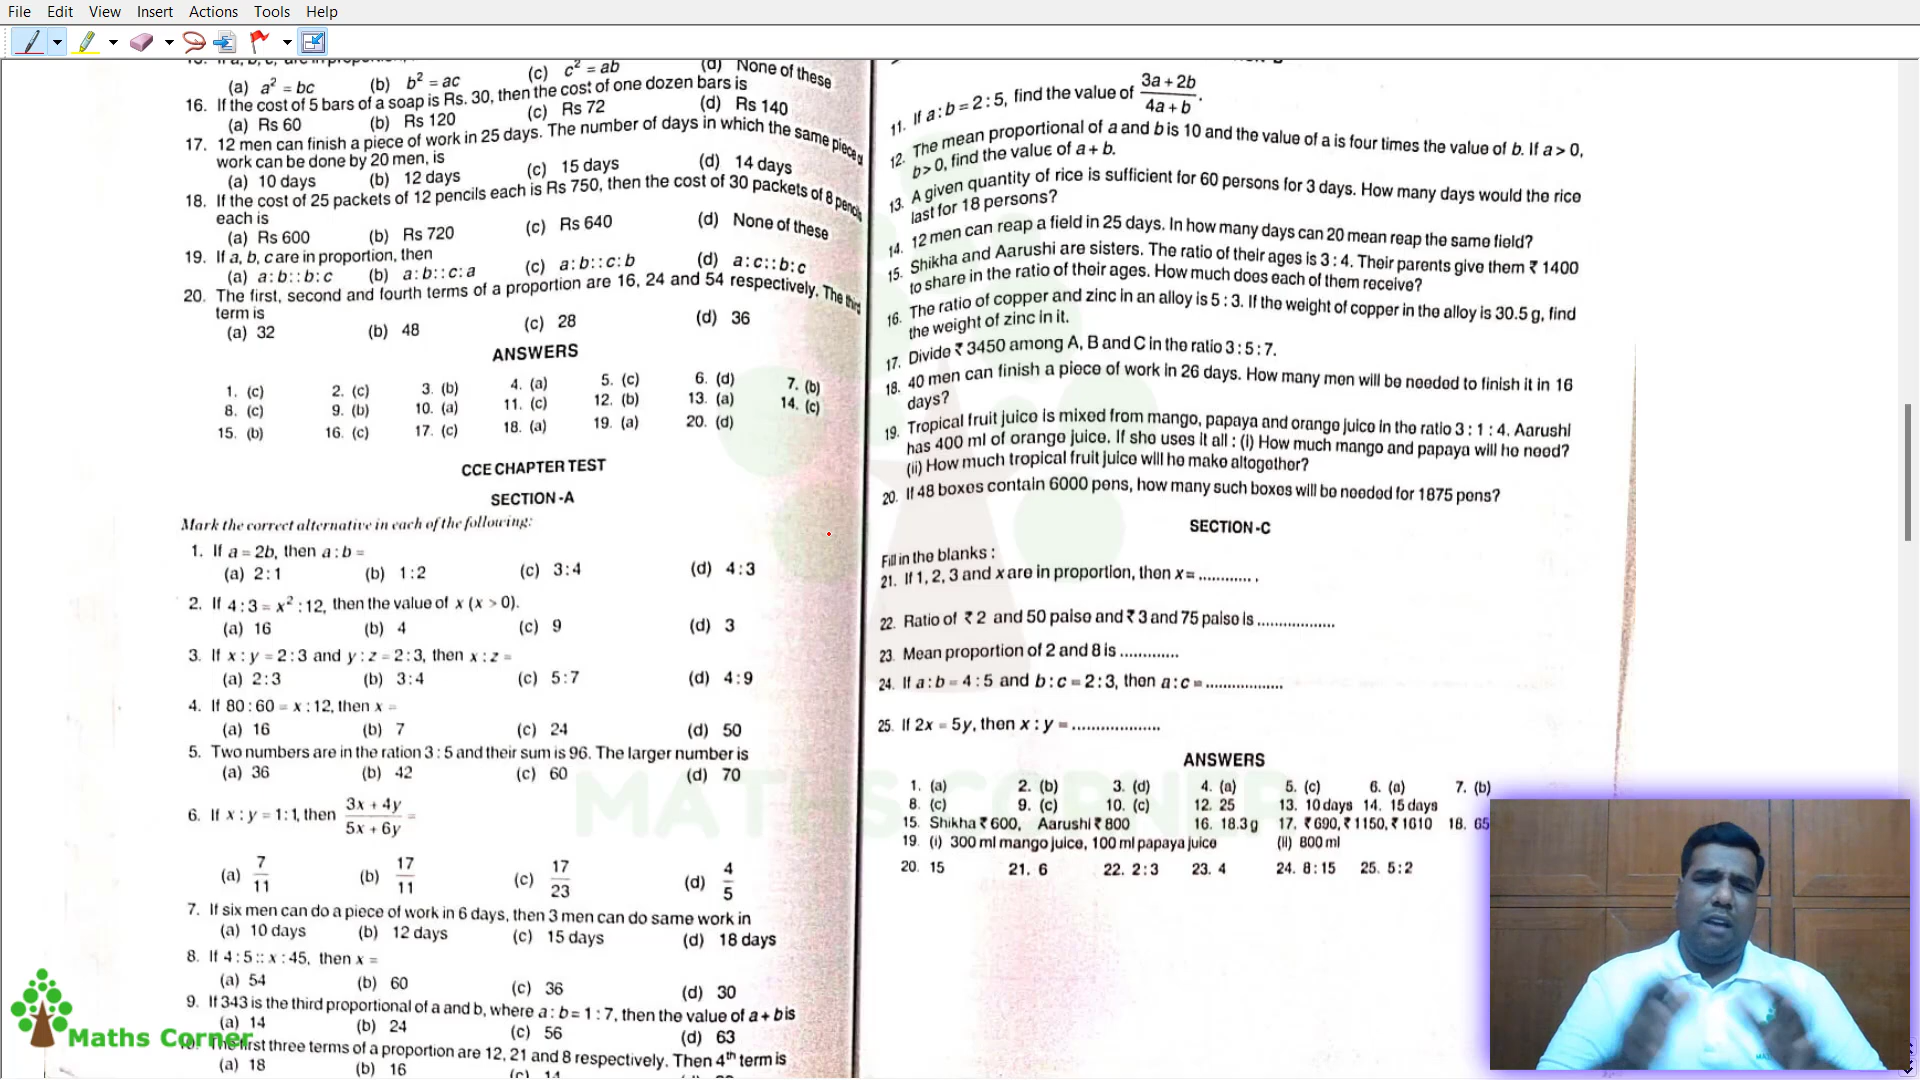 File Edit View Insert Actions Tools Help
(a) a² = bc (b) b² = ac (c) c² = ab (d) None of these
16. If the cost of 5 bars of a soap is Rs. 30, then the cost of one dozen bars is
(a) Rs 60 (b) Rs 120 (c) Rs 72 (d) Rs 140
17. 12 men can finish a piece of work in 25 days. The number of days in which the same piece of
work can be done by 20 men, is
(a) 10 days (b) 12 days (c) 15 days (d) 14 days
18. If the cost of 25 packets of 12 pencils each is Rs 750, then the cost of 30 packets of 8 pencils
each is
(a) Rs 600 (b) Rs 720 (c) Rs 640 (d) None of these
19. If a, b, c are in proportion, then
(a) a : b : : b : c (b) a : b : : c : a (c) a : b : : c : b (d) a : c : : b : c
20. The first, second and fourth terms of a proportion are 16, 24 and 54 respectively. The third
term is
(a) 32 (b) 48 (c) 28 (d) 36
ANSWERS
1. (c) 2. (c) 3. (b) 4. (a) 5. (c) 6. (d) 7. (b)
8. (c) 9. (b) 10. (a) 11. (c) 12. (b) 13. (a) 14. (c)
15. (b) 16. (c) 17. (c) 18. (a) 19. (a) 20. (d)
CCE CHAPTER TEST
SECTION -A
Mark the correct alternative in each of the following:
1. If a = 2b, then a : b =
(a) 2 : 1 (b) 1 : 2 (c) 3 : 4 (d) 4 : 3
2. If 4 : 3 = x² : 12, then the value of x (x > 0).
(a) 16 (b) 4 (c) 9 (d) 3
3. If x : y = 2 : 3 and y : z = 2 : 3, then x : z =
(a) 2 : 3 (b) 3 : 4 (c) 5 : 7 (d) 4 : 9
4. If 80 : 60 = x : 12, then x =
(a) 16 (b) 7 (c) 24 (d) 50
5. Two numbers are in the ration 3 : 5 and their sum is 96. The larger number is
(a) 36 (b) 42 (c) 60 (d) 70
6. If x : y = 1 : 1, then (3x + 4y)/(5x + 6y) =
(a) 7/11 (b) 17/11 (c) 17/23 (d) 4/5
7. If six men can do a piece of work in 6 days, then 3 men can do same work in
(a) 10 days (b) 12 days (c) 15 days (d) 18 days
8. If 4 : 5 :: x : 45, then x =
(a) 54 (b) 60 (c) 36 (d) 30
9. If 343 is the third proportional of a and b, where a : b = 1 : 7, then the value of a + b is
(a) 14 (b) 24 (c) 56 (d) 63
first three terms of a proportion are 12, 21 and 8 respectively. Then 4th term is
(a) 18 (b) 16
11. If a : b = 2 : 5, find the value of (3a + 2b)/(4a + b).
12. The mean proportional of a and b is 10 and the value of a is four times the value of b. If a > 0,
b > 0, find the value of a + b.
13. A given quantity of rice is sufficient for 60 persons for 3 days. How many days would the rice
last for 18 persons?
14. 12 men can reap a field in 25 days. In how many days can 20 mean reap the same field?
15. Shikha and Aarushi are sisters. The ratio of their ages is 3 : 4. Their parents give them ₹ 1400
to share in the ratio of their ages. How much does each of them receive?
16. The ratio of copper and zinc in an alloy is 5 : 3. If the weight of copper in the alloy is 30.5 g, find
the weight of zinc in it.
17. Divide ₹ 3450 among A, B and C in the ratio 3 : 5 : 7.
18. 40 men can finish a piece of work in 26 days. How many men will be needed to finish it in 16
days?
19. Tropical fruit juice is mixed from mango, papaya and orange juice in the ratio 3 : 1 : 4. Aarushi
has 400 ml of orange juice. If she uses it all : (i) How much mango and papaya will he need?
(ii) How much tropical fruit juice will he make altogether?
20. If 48 boxes contain 6000 pens, how many such boxes will be needed for 1875 pens?
SECTION -C
Fill in the blanks :
21. If 1, 2, 3 and x are in proportion, then x = ............ .
22. Ratio of ₹ 2 and 50 paise and ₹ 3 and 75 paise is .................
23. Mean proportion of 2 and 8 is .............
24. If a : b = 4 : 5 and b : c = 2 : 3, then a : c = .................
25. If 2x = 5y, then x : y = ...................
ANSWERS
1. (a) 2. (b) 3. (d) 4. (a) 5. (c) 6. (a) 7. (b)
8. (c) 9. (c) 10. (c) 12. 25 13. 10 days 14. 15 days
15. Shikha ₹ 600, Aarushi ₹ 800 16. 18.3 g 17. ₹ 690, ₹ 1150, ₹ 1610 18. 65
19. (i) 300 ml mango juice, 100 ml papaya juice (ii) 800 ml
20. 15 21. 6 22. 2 : 3 23. 4 24. 8 : 15 25. 5 : 2
MATHS CORNER
Maths Corner